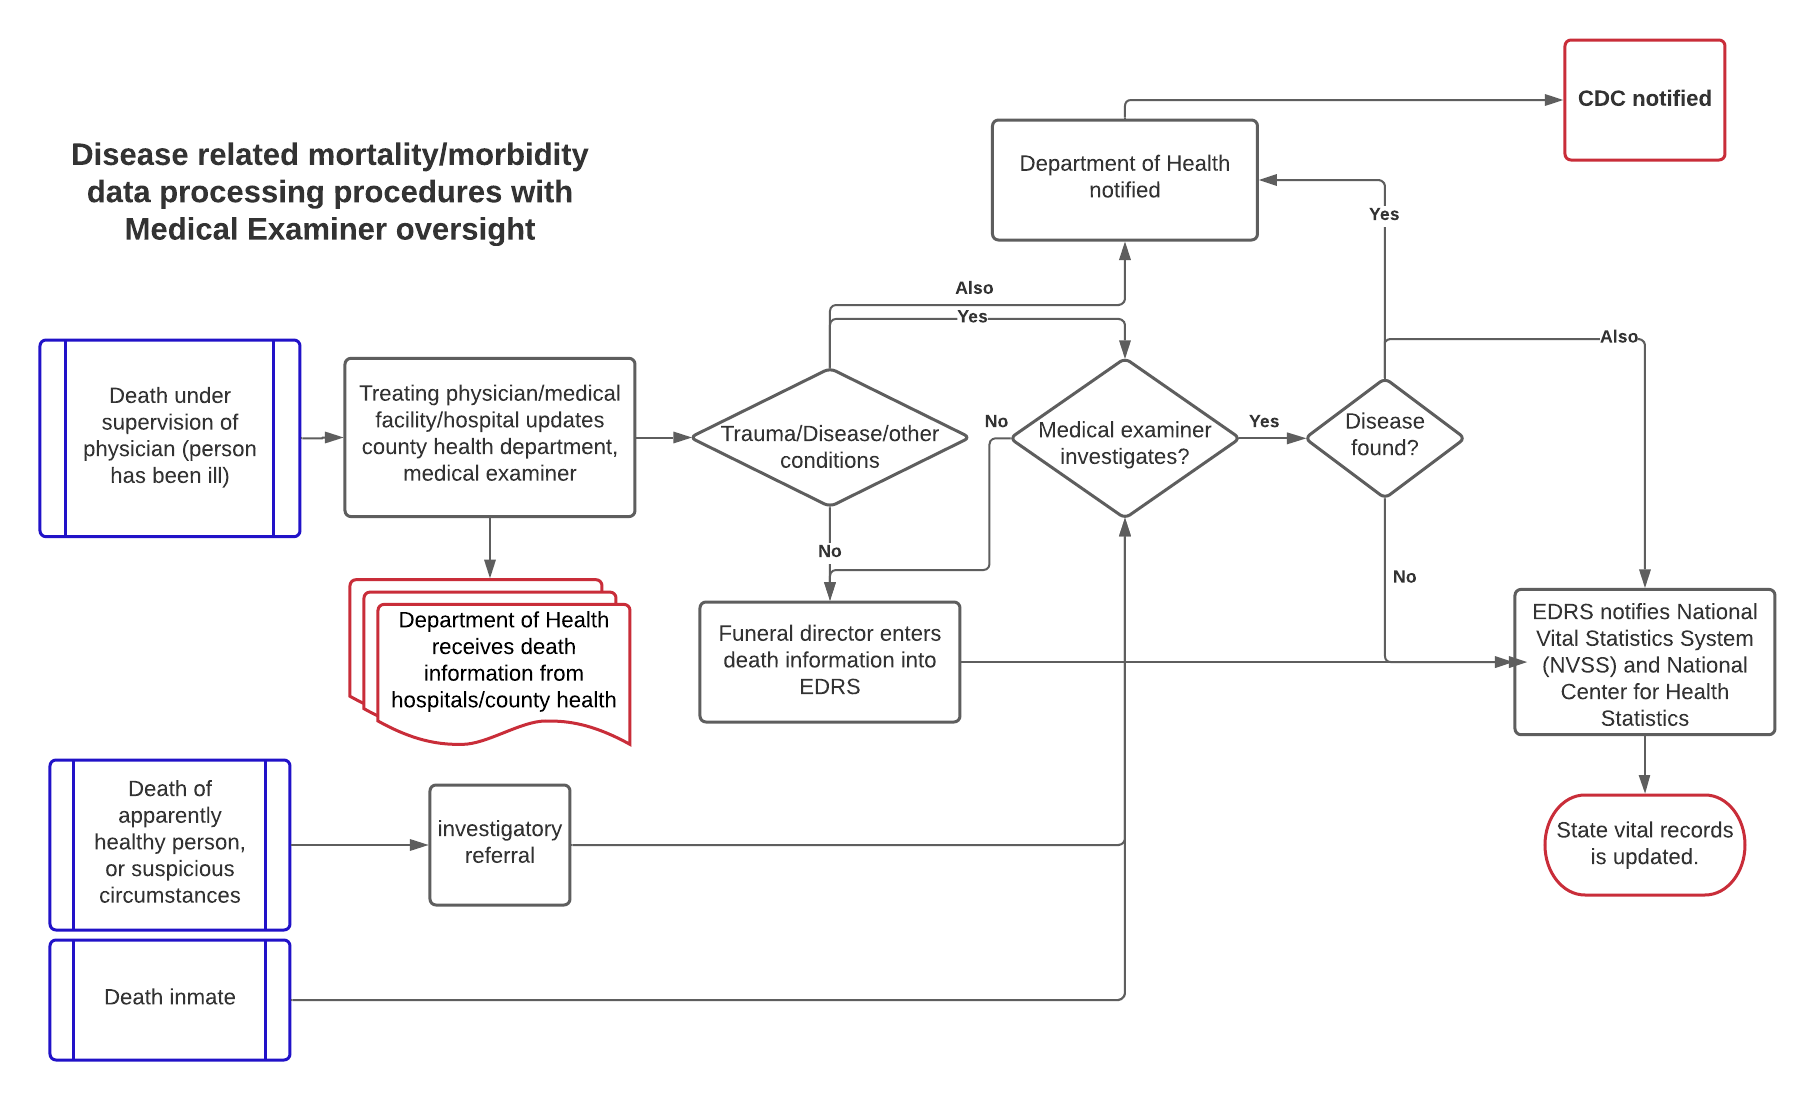 CDC notified
Disease related mortality/morbidity
data processing procedures with
Medical Examiner oversight
Department of Health
notified
Yes
Also
Yes
Also
Death under
supervision of
physician (person
has been ill)
Treating physician/medical
facility/hospital updates
county health department,
medical examiner
Trauma/Disease/other
conditions
No
Medical examiner
investigates?
Yes
Disease
found?
No
No
Department of Health
receives death
information from
hospitals/county health
Funeral director enters
death information into
EDRS
EDRS notifies National
Vital Statistics System
(NVSS) and National
Center for Health
Statistics
Death of
apparently
healthy person,
or suspicious
circumstances
investigatory
referral
State vital records
is updated.
Death inmate